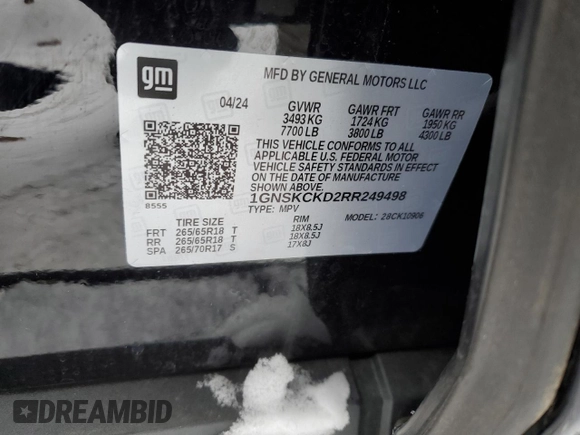 gm
MFD BY GENERAL MOTORS LLC
04/24 GVWR GAWR FRT GAWR RR
3493 KG 1724 KG 1950 KG
7700 LB 3800 LB 4300 LB
THIS VEHICLE CONFORMS TO ALL
APPLICABLE U.S. FEDERAL MOTOR
VEHICLE SAFETY STANDARDS IN EFFECT
ON THE DATE OF MANUFACTURE
SHOWN ABOVE.
1GNSKCKD2RR249498
8555 TYPE: MPV MODEL: 28CK10906
TIRE SIZE RIM
FRT 265/65R18 T 18X8.5J
RR 265/65R18 T 18X8.5J
SPA 265/70R17 S 17X8J
DREAMBID